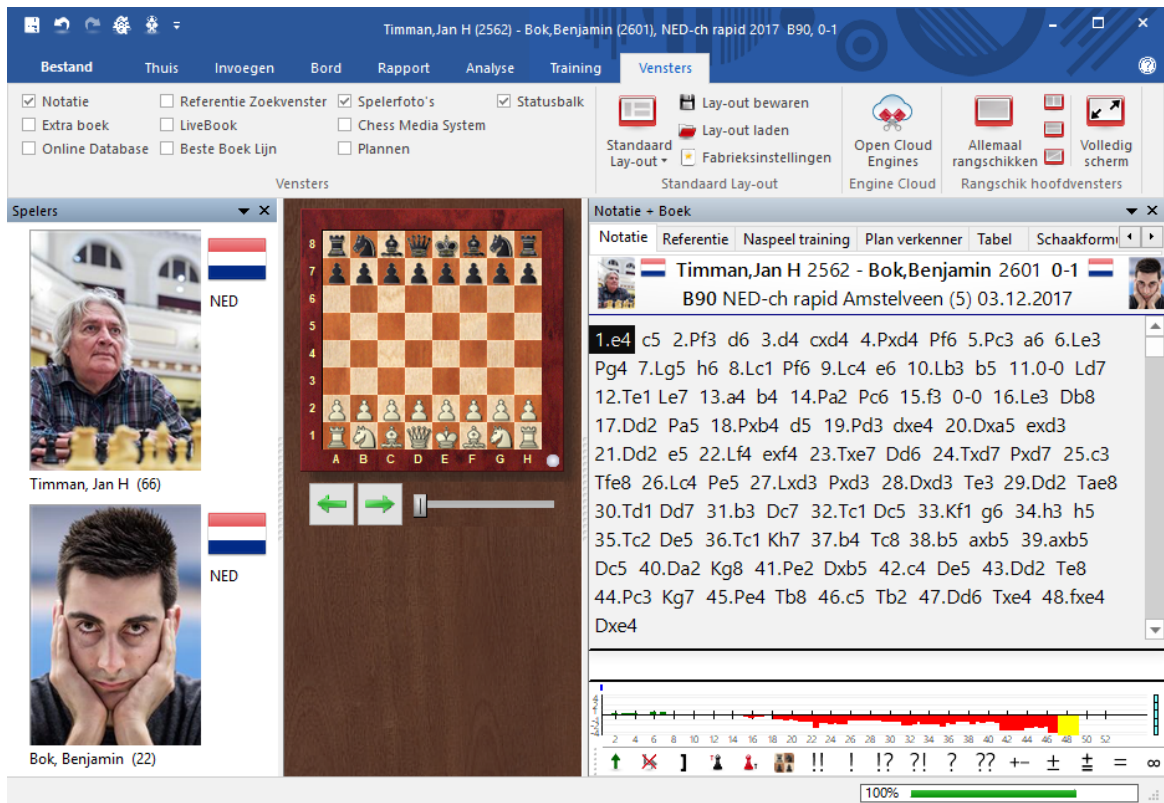 Timman,Jan H (2562) - Bok,Benjamin (2601), NED-ch rapid 2017 B90, 0-1
Bestand Thuis Invoegen Bord Rapport Analyse Training Vensters
Notatie Referentie Zoekvenster Spelerfoto's Statusbalk
Extra boek LiveBook Chess Media System
Online Database Beste Boek Lijn Plannen
Vensters
Standaard Lay-out
Lay-out bewaren
Lay-out laden
Fabrieksinstellingen
Standaard Lay-out
Open Cloud Engines
Engine Cloud
Allemaal rangschikken
Volledig scherm
Rangschik hoofdvensters
Spelers
NED
Timman, Jan H (66)
NED
Bok, Benjamin (22)
8
7
6
5
4
3
2
1
A B C D E F G H
Notatie + Boek
Notatie Referentie Naspeel training Plan verkenner Tabel Schaakform
Timman,Jan H 2562 - Bok,Benjamin 2601 0-1
B90 NED-ch rapid Amstelveen (5) 03.12.2017
1.e4 c5 2.Pf3 d6 3.d4 cxd4 4.Pxd4 Pf6 5.Pc3 a6 6.Le3
Pg4 7.Lg5 h6 8.Lc1 Pf6 9.Lc4 e6 10.Lb3 b5 11.0-0 Ld7
12.Te1 Le7 13.a4 b4 14.Pa2 Pc6 15.f3 0-0 16.Le3 Db8
17.Dd2 Pa5 18.Pxb4 d5 19.Pd3 dxe4 20.Dxa5 exd3
21.Dd2 e5 22.Lf4 exf4 23.Txe7 Dd6 24.Txd7 Pxd7 25.c3
Tfe8 26.Lc4 Pe5 27.Lxd3 Pxd3 28.Dxd3 Te3 29.Dd2 Tae8
30.Td1 Dd7 31.b3 Dc7 32.Tc1 Dc5 33.Kf1 g6 34.h3 h5
35.Tc2 De5 36.Tc1 Kh7 37.b4 Tc8 38.b5 axb5 39.axb5
Dc5 40.Da2 Kg8 41.Pe2 Dxb5 42.c4 De5 43.Dd2 Te8
44.Pc3 Kg7 45.Pe4 Tb8 46.c5 Tb2 47.Dd6 Txe4 48.fxe4
Dxe4
2 4 6 8 10 12 14 16 18 20 22 24 26 28 30 32 34 36 38 40 42 44 46 48 50 52
] !! ! !? ?! ? ?? +− ± ⩲ = ∞
100%